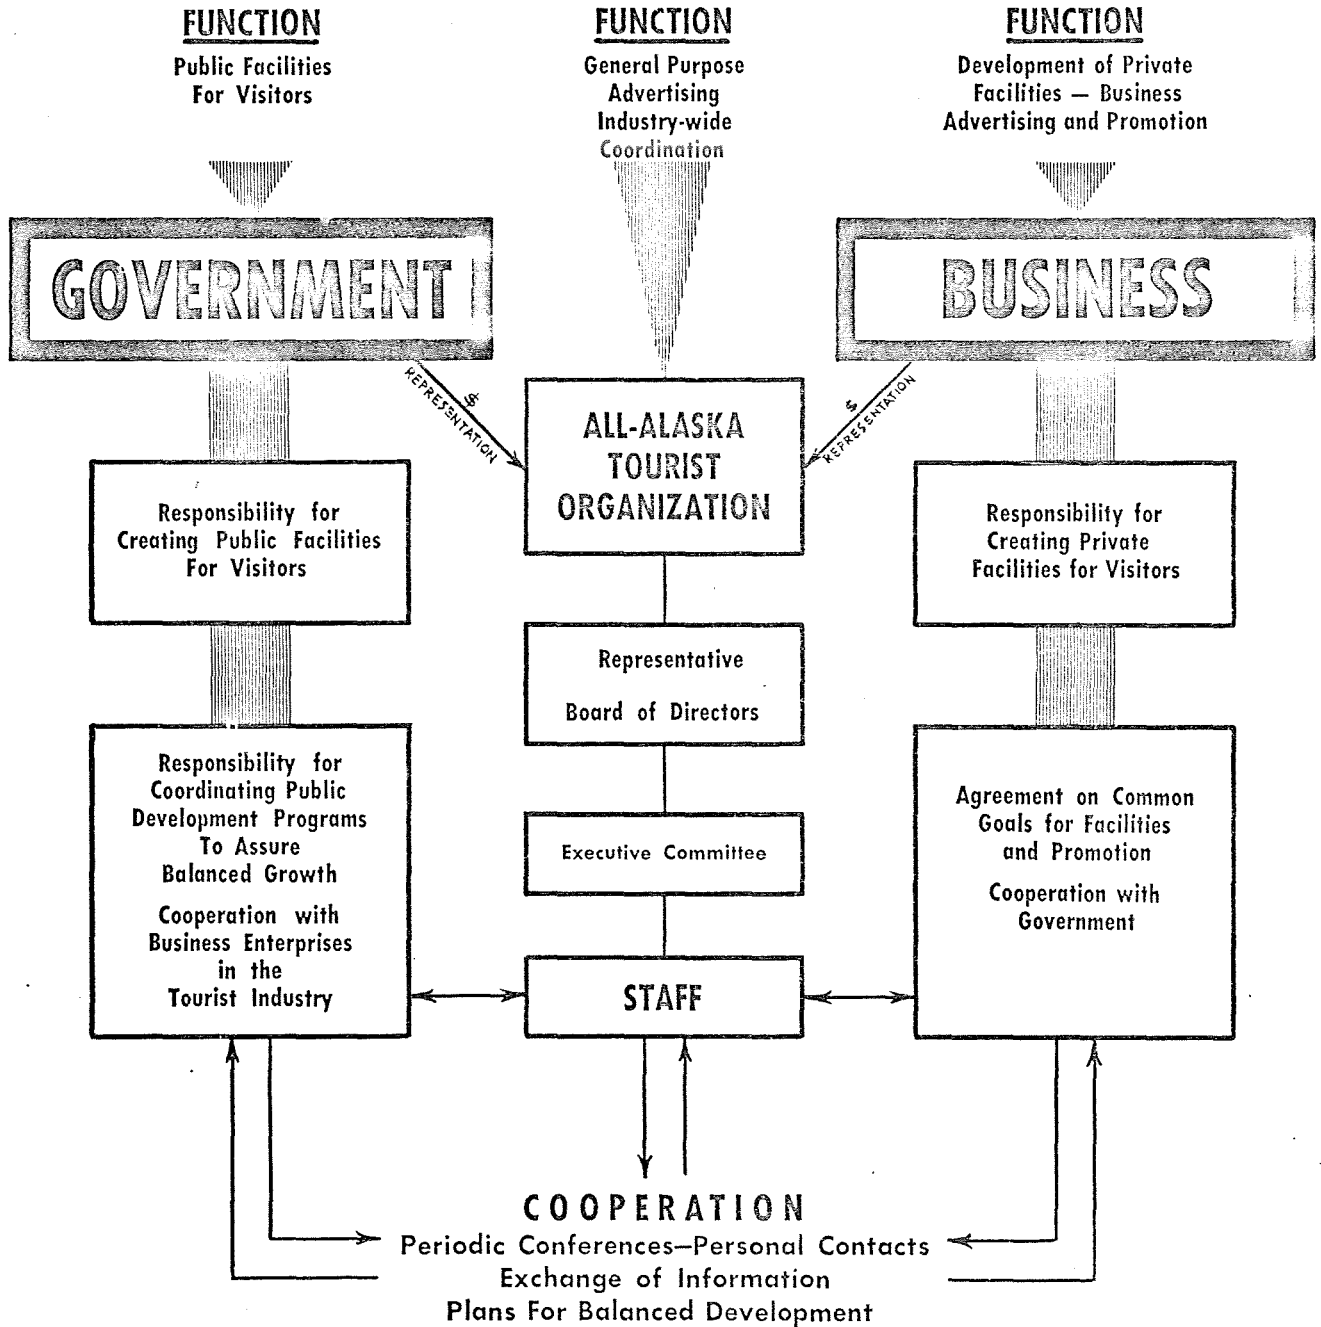 FUNCTION
Public Facilities
For Visitors
FUNCTION
General Purpose
Advertising
Industry-wide
Coordination
FUNCTION
Development of Private
Facilities — Business
Advertising and Promotion
GOVERNMENT
BUSINESS
$
REPRESENTATION
$
REPRESENTATION
ALL-ALASKA
TOURIST
ORGANIZATION
Responsibility for
Creating Public Facilities
For Visitors
Responsibility for
Creating Private
Facilities for Visitors
Representative
Board of Directors
Responsibility for
Coordinating Public
Development Programs
To Assure
Balanced Growth
Cooperation with
Business Enterprises
in the
Tourist Industry
Executive Committee
STAFF
Agreement on Common
Goals for Facilities
and Promotion
Cooperation with
Government
COOPERATION
Periodic Conferences—Personal Contacts
Exchange of Information
Plans For Balanced Development